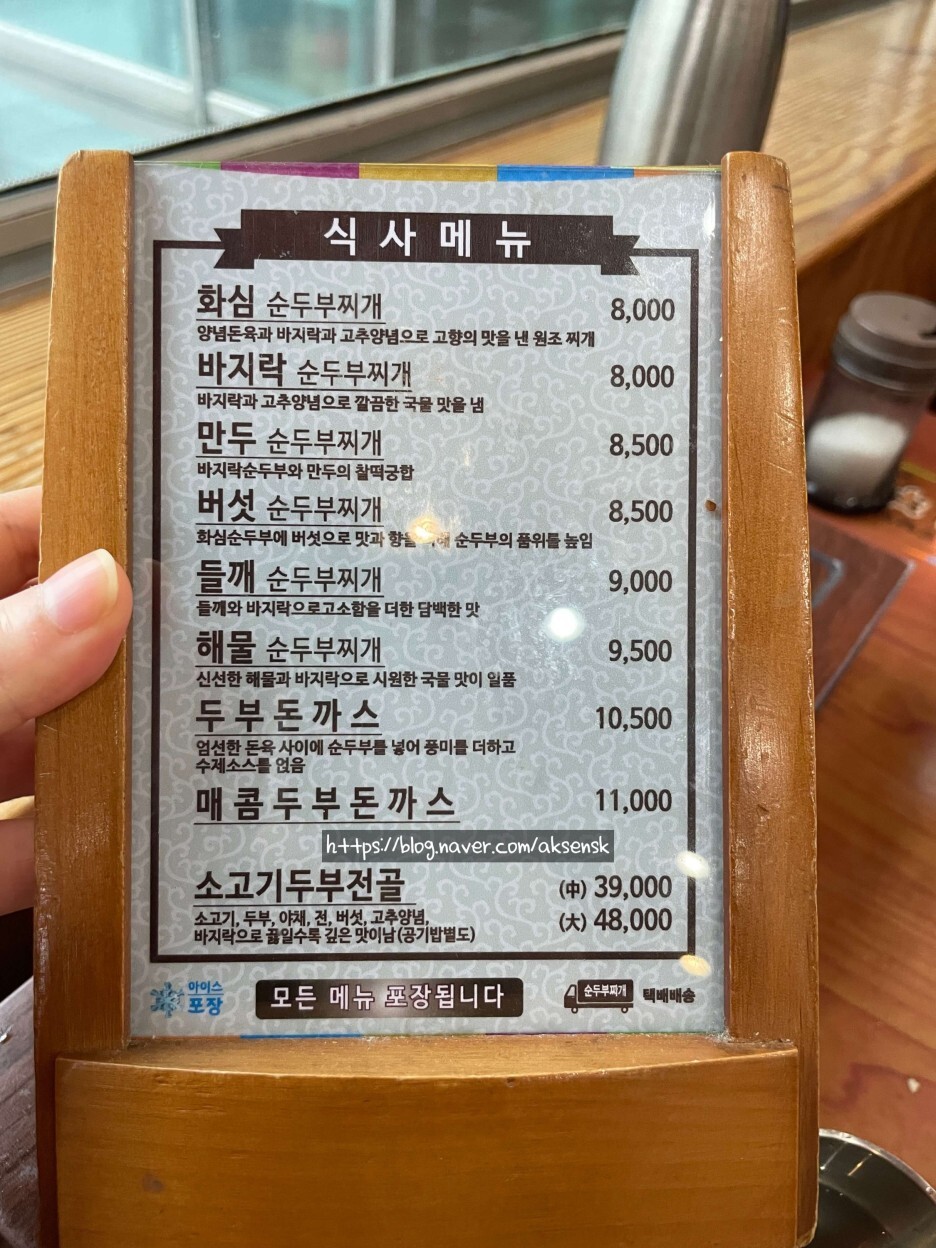 식사메뉴
화심 순두부찌개 8,000
양념돈육과 바지락과 고추양념으로 고향의 맛을 낸 원조 찌개
바지락 순두부찌개 8,000
바지락과 고추양념으로 깔끔한 국물 맛을 냄
만두 순두부찌개 8,500
바지락순두부와 만두의 찰떡궁합
버섯 순두부찌개 8,500
화심순두부에 버섯으로 맛과 향을 순두부의 품위를 높임
들깨 순두부찌개 9,000
들깨와 바지락으로고소함을 더한 담백한 맛
해물 순두부찌개 9,500
신선한 해물과 바지락으로 시원한 국물 맛이 일품
두부돈까스 10,500
엄선한 돈육 사이에 순두부를 넣어 풍미를 더하고
수제소스를 얹음
매콤두부돈까스 11,000
https://blog.naver.com/aksensk
소고기두부전골 (中) 39,000
소고기, 두부, 야채, 전, 버섯, 고추양념, (大) 48,000
바지락으로 끓일수록 깊은 맛이남(공기밥별도)
아이스
포장
모든 메뉴 포장됩니다
순두부찌개
택배배송